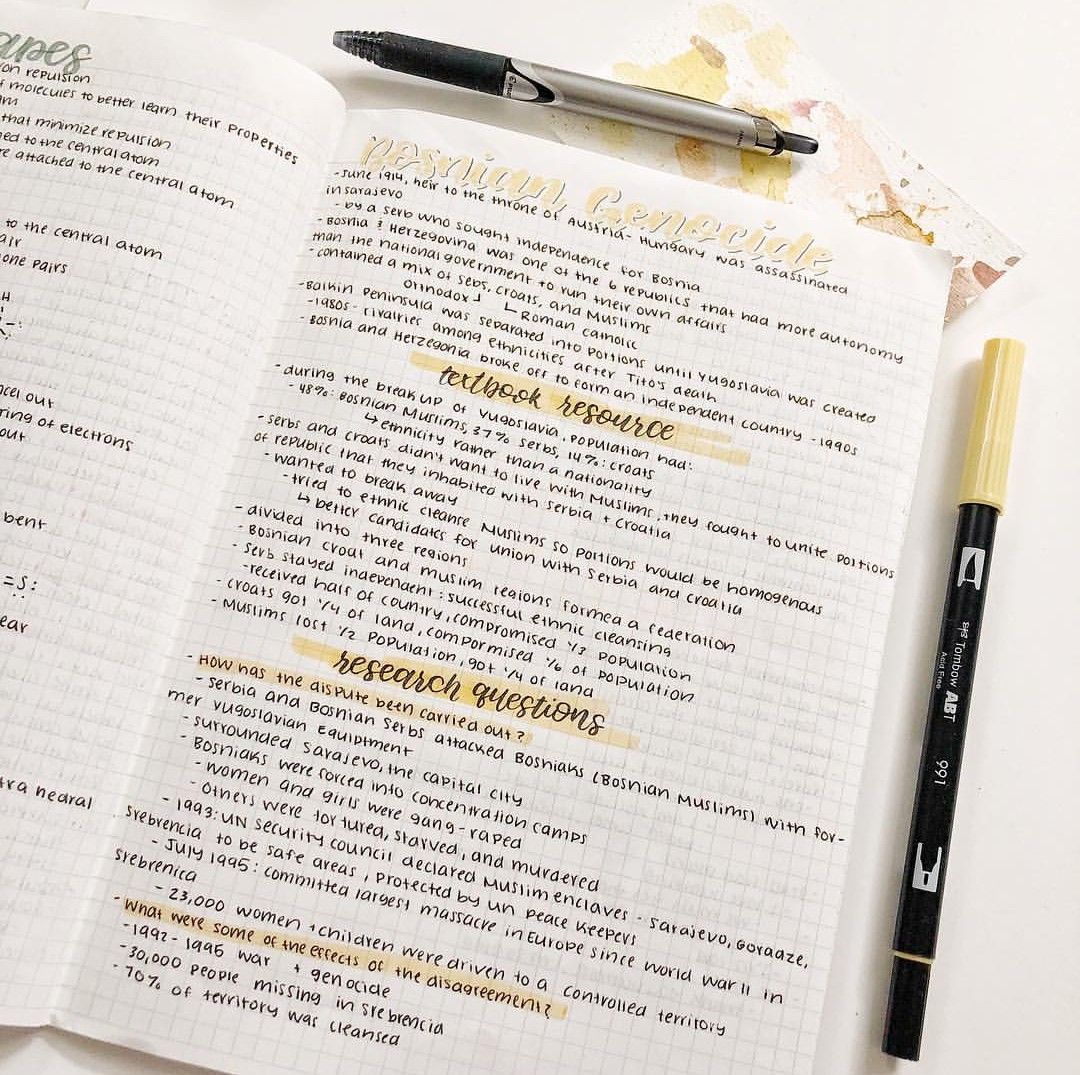 apes
on repulsion
f molecules to better learn their properties
that minimize repulsion
ned to the central atom
re attached to the central atom
to the central atom
air
one pairs
H
ncel out
ring of electrons
out
bent
=S:
ear
tra hedral
Bosnian Genocide
- June 1914, heir to the throne of Austria-Hungary was assassinated
in sarajevo
- by a serb who sought independence for Bosnia
- Bosnia & Herzegovina was one of the 6 republics that had more autonomy
than the national government to run their own affairs
- contained a mix of sebs, croats, and Muslims
Orthodox ↲ ↳ Roman catholic
- Balkin Peninsula was separated into portions until Yugoslavia was created
- 1980s - rivalries among ethnicities after Tito's death
- Bosnia and Herzegonia broke off to form an independent country - 1990s
textbook resource
- during the break up of Yugoslavia, population had:
- 48%: Bosnian Muslims, 37% serbs, 14%: croats
↳ ethnicity rather than a nationality
- serbs and croats didn't want to live with Muslims, they fought to unite portions
of republic that they inhabited with serbia + croatia
- wanted to break away
- tried to ethnic cleanse Muslims so portions would be homogenous
↳ better candidates for union with serbia and croatia
- divided into three regions
- Bosnian croat and muslim regions formed a federation
- serb stayed independent: successful ethnic cleansing
- received half of country, compromised 1/3 population
- croats got 1/4 of land, compormised 1/6 of population
- Muslims lost 1/2 population, got 1/4 of land
research questions
- How has the dispute been carried out?
- serbia and Bosnian serbs attacked Bosniaks (Bosnian Muslims) with for-
mer Yugoslavian Equiptment
- surrounded sarajevo, the capital city
- Bosniaks were forced into concentration camps
- women and girls were gang-raped
- others were tortured, starved, and murdered
- 1993: UN security council declared Muslim enclaves - sarajevo, Goraaze,
srebrencia to be safe areas, protected by un peace keepers
- July 1995: committed largest massacre in Europe since world war II in
srebrenica
- 23,000 women + children were driven to a controlled territory
- What were some of the effects of the disagreement?
- 1992-1995 war + genocide
- 30,000 people missing in srebrencia
- 70% of territory was cleansed
Tombow ABT
Acid Free
991